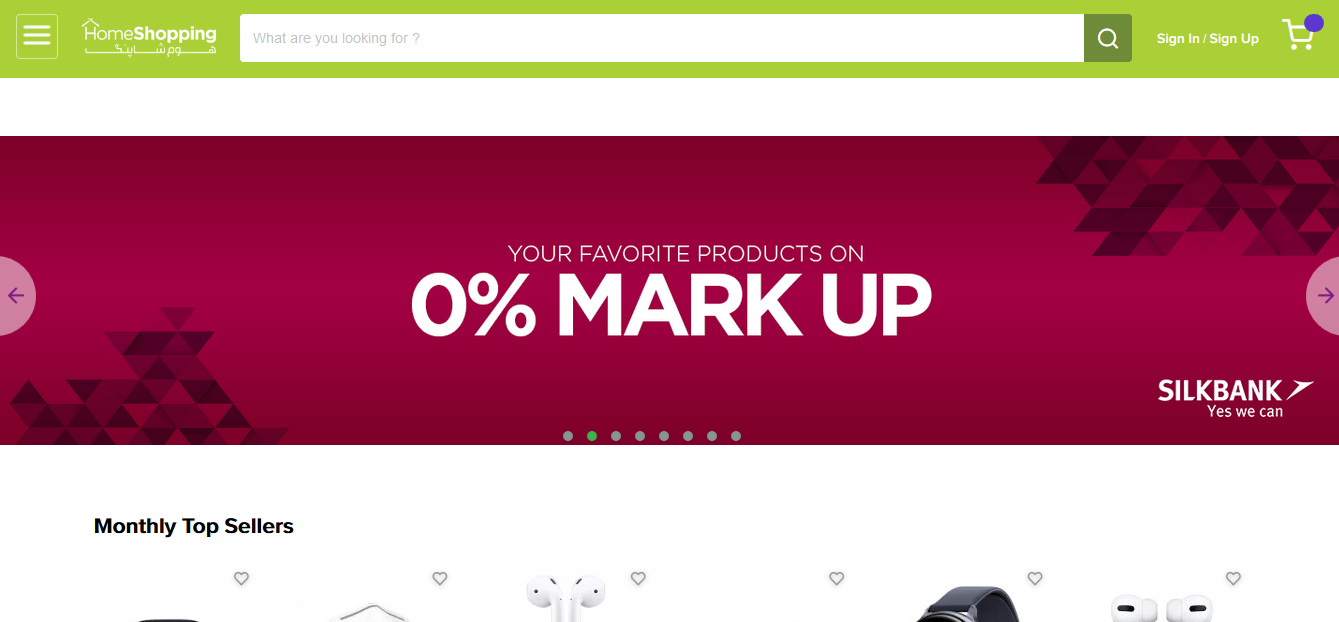 HomeShopping
ھوم شاپنگ
What are you looking for ?
Sign In / Sign Up
YOUR FAVORITE PRODUCTS ON
0% MARK UP
SILKBANK
Yes we can
Monthly Top Sellers